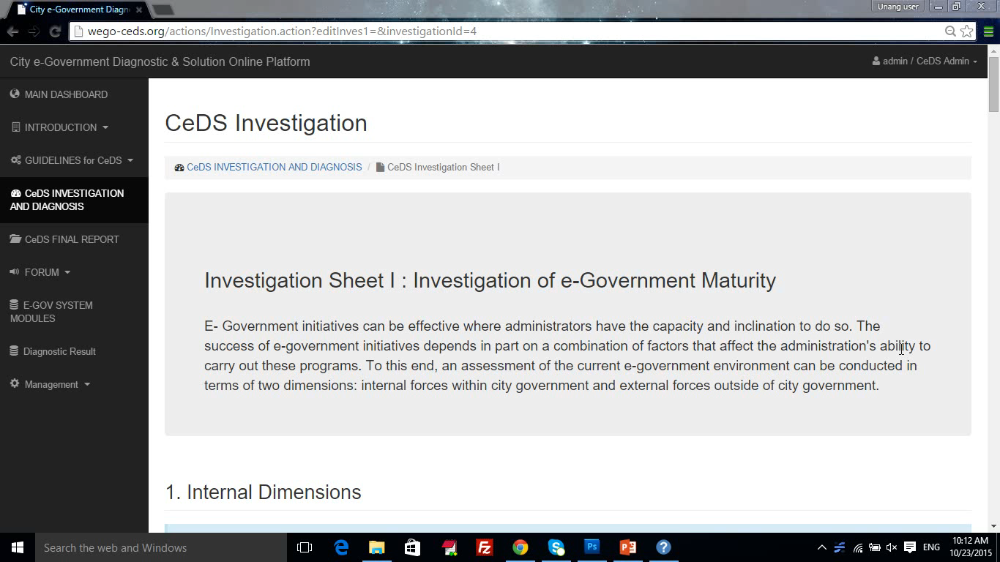 City e-Government Diagn
Unang user
wego-ceds.org/actions/Investigation.action?editInves1=&investigationId=4
City e-Government Diagnostic & Solution Online Platform
admin / CeDS Admin
MAIN DASHBOARD
INTRODUCTION
GUIDELINES for CeDS
CeDS INVESTIGATION
AND DIAGNOSIS
CeDS FINAL REPORT
FORUM
E-GOV SYSTEM
MODULES
Diagnostic Result
Management
CeDS Investigation
CeDS INVESTIGATION AND DIAGNOSIS / CeDS Investigation Sheet I
Investigation Sheet I : Investigation of e-Government Maturity
E- Government initiatives can be effective where administrators have the capacity and inclination to do so. The
success of e-government initiatives depends in part on a combination of factors that affect the administration's ability to
carry out these programs. To this end, an assessment of the current e-government environment can be conducted in
terms of two dimensions: internal forces within city government and external forces outside of city government.
1. Internal Dimensions
Search the web and Windows
e
Fz
S
Ps
P
?
ENG
10:12 AM
10/23/2015